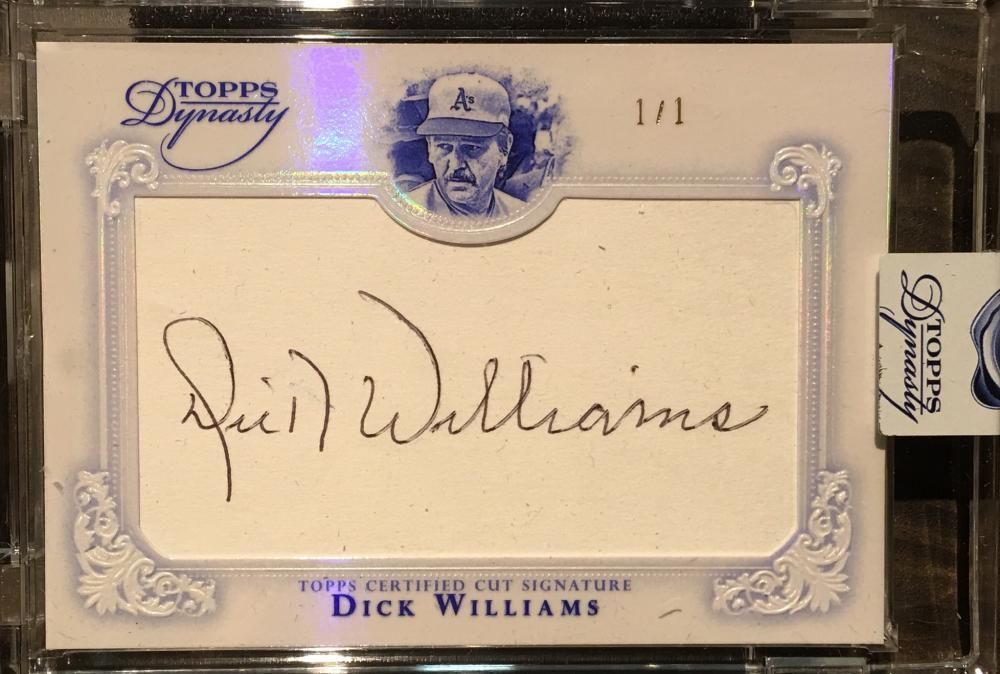 TOPPS
Dynasty
A's
1/1
Dick Williams
TOPPS CERTIFIED CUT SIGNATURE
DICK WILLIAMS
TOPPS
Dynasty